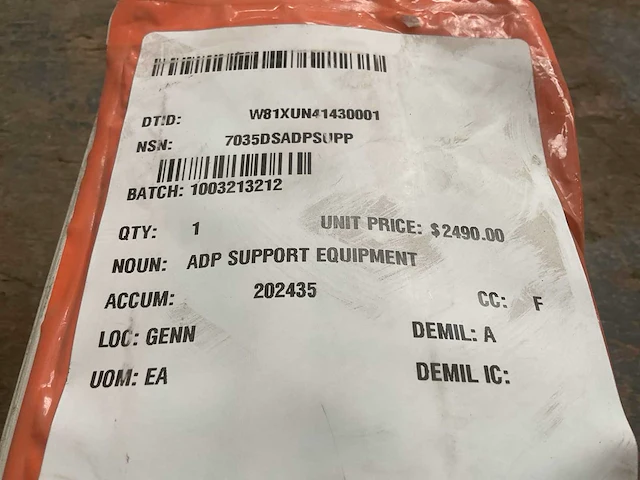 DTID: W81XUN41430001
NSN: 7035DSADPSUPP
BATCH: 1003213212
QTY: 1 UNIT PRICE: $2490.00
NOUN: ADP SUPPORT EQUIPMENT
ACCUM: 202435 CC: F
LOC: GENN DEMIL: A
UOM: EA DEMIL IC: